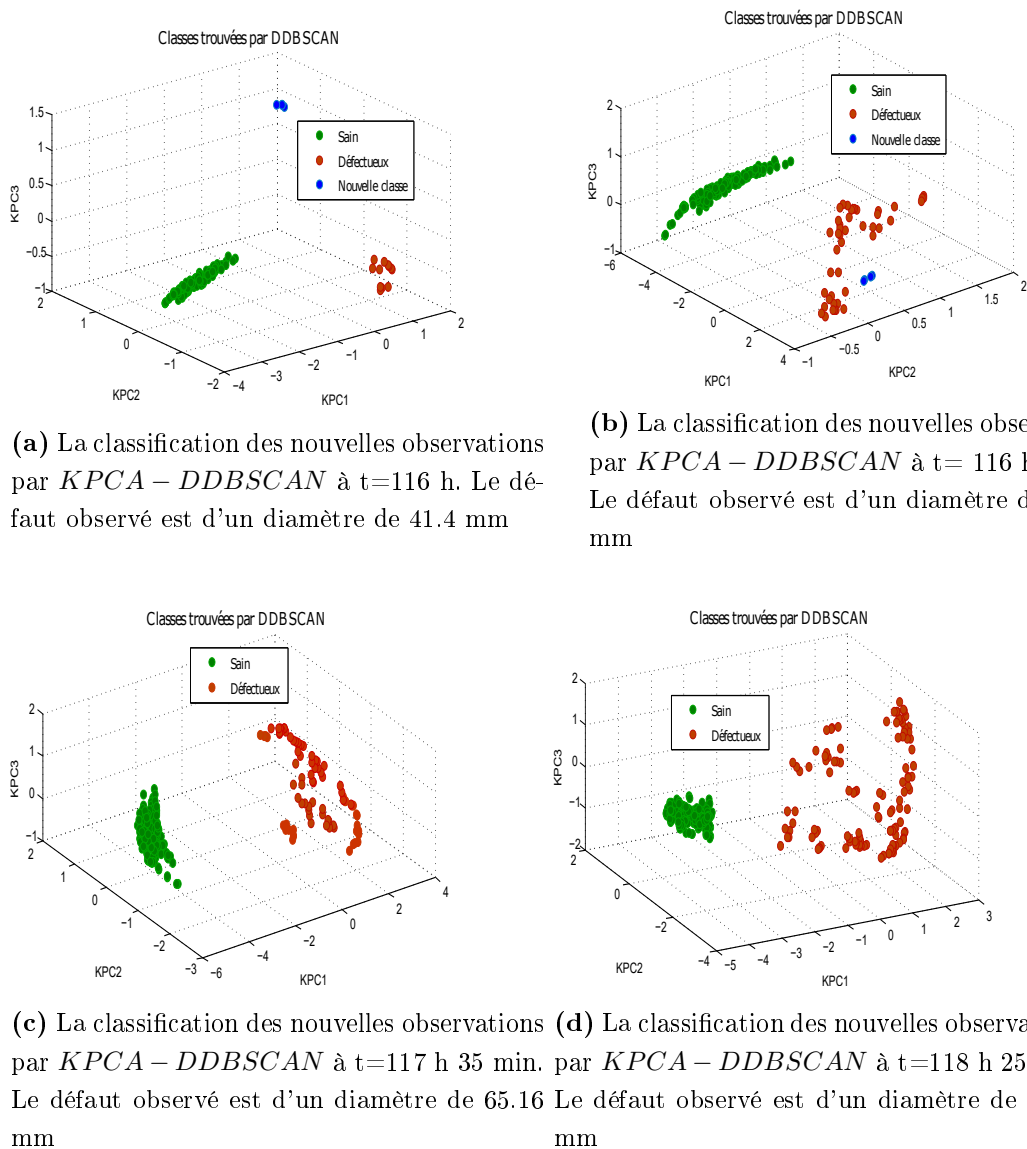 Classes trouvées par DDBSCAN
Sain
Défectueux
Nouvelle classe
KPC3
1.5
1
0.5
0
−0.5
−1
2
1
0
−1
−2
−4
−3
−2
−1
0
1
2
KPC2
KPC1
(a) La classification des nouvelles observations
par KPCA − DDBSCAN à t=116 h. Le dé-
faut observé est d'un diamètre de 41.4 mm
Classes trouvées par DDBSCAN
Sain
Défectueux
Nouvelle classe
KPC3
2
1
0
−1
−6
−4
−2
0
2
4
−1
−0.5
0
0.5
1
1.5
2
KPC1
KPC2
(b) La classification des nouvelles obse
par KPCA − DDBSCAN à t= 116 h
Le défaut observé est d'un diamètre d
mm
Classes trouvées par DDBSCAN
Sain
Défectueux
KPC3
2
1
0
−1
2
1
0
−1
−2
−3
−6
−4
−2
0
2
4
KPC2
KPC1
(c) La classification des nouvelles observations
par KPCA − DDBSCAN à t=117 h 35 min.
Le défaut observé est d'un diamètre de 65.16
mm
Classes trouvées par DDBSCAN
Sain
Défectueux
KPC3
2
1
0
−1
−2
2
0
−2
−4
−5
−4
−3
−2
−1
0
1
2
3
KPC2
KPC1
(d) La classification des nouvelles observa
par KPCA − DDBSCAN à t=118 h 25
Le défaut observé est d'un diamètre de
mm